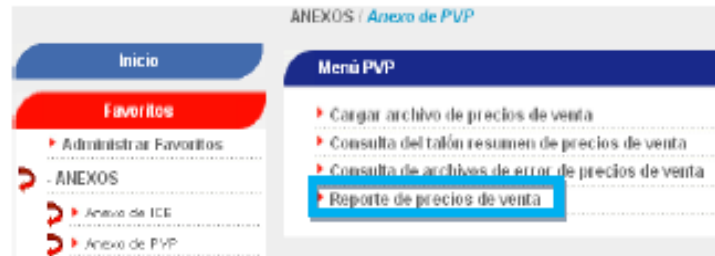 ANEXOS / Anexo de PVP
Inicio
Favoritos
Administrar Favoritos
- ANEXOS
Anexo de ICE
Anexo de PVP
Menú PVP
Cargar archivo de precios de venta
Consulta del talón resumen de precios de venta
Consulta de archivos de error de precios de venta
Reporte de precios de venta